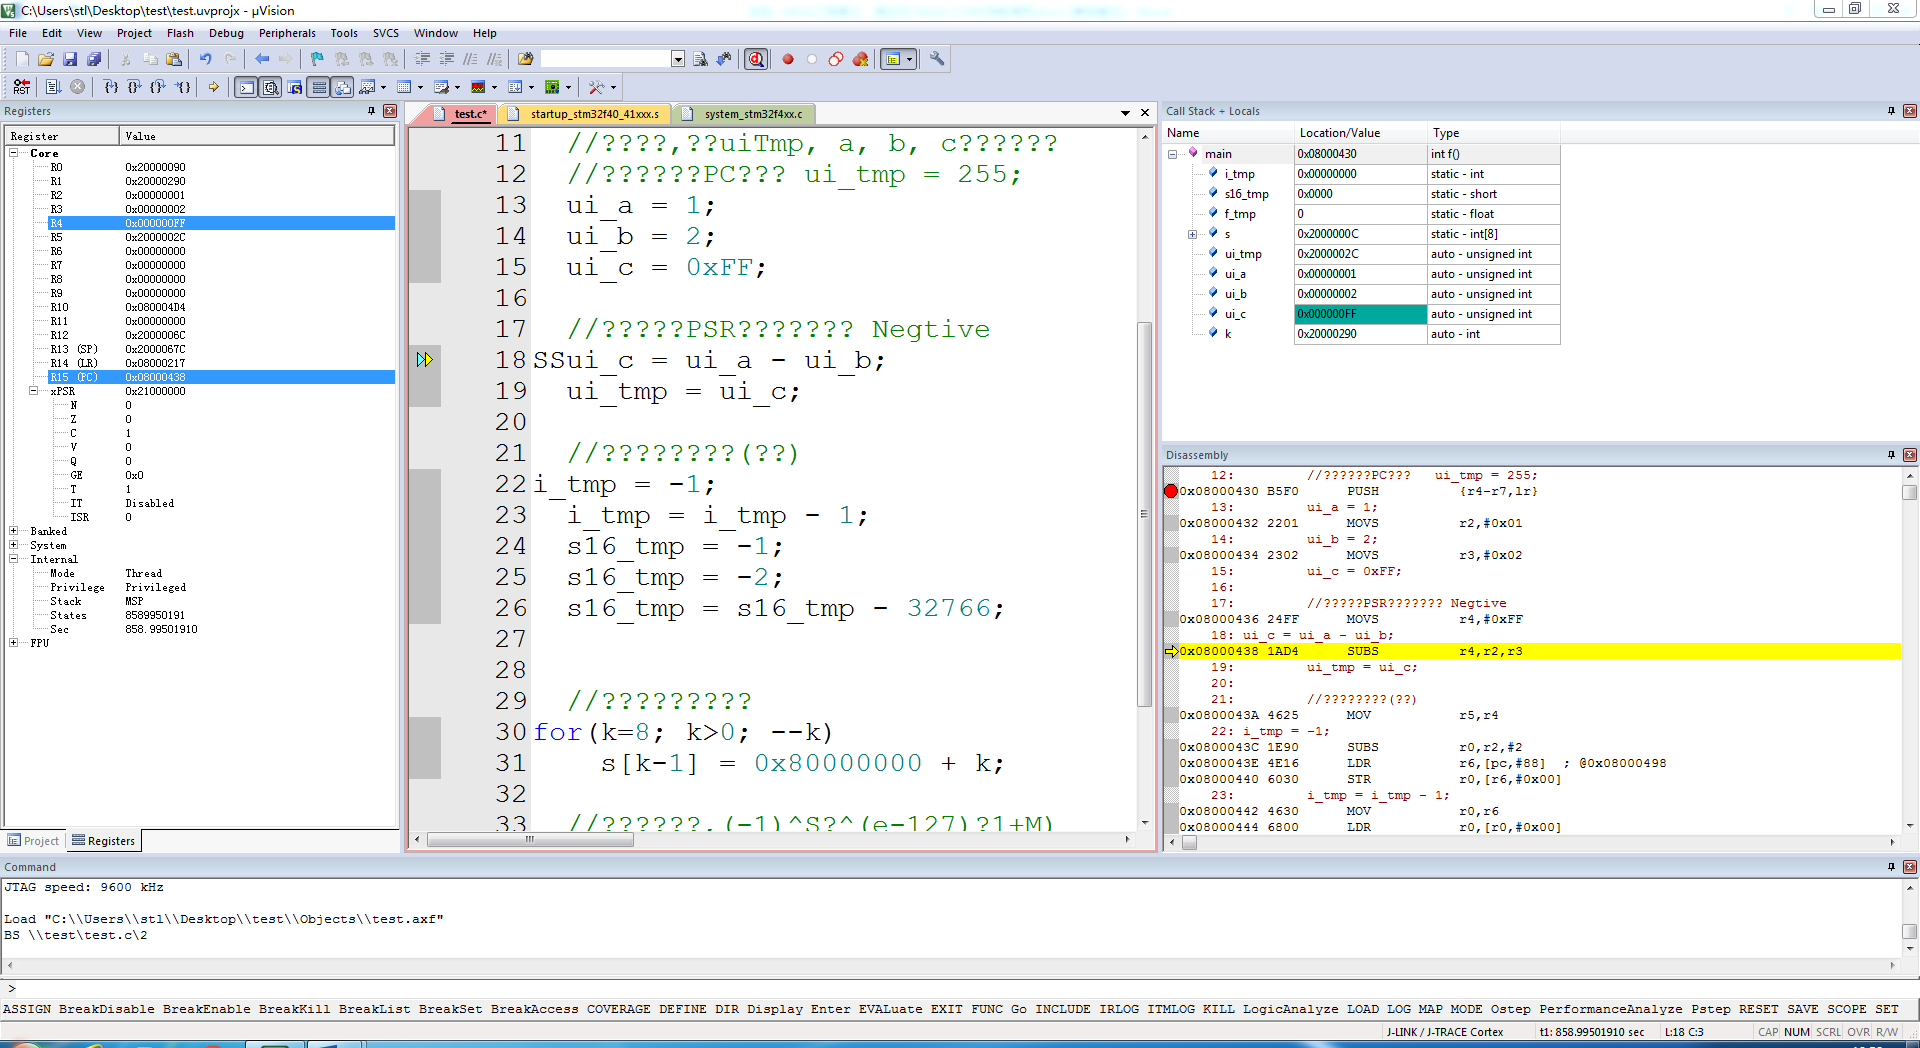 C:\Users\stl\Desktop\test\test.uvprojx - µVision
File Edit View Project Flash Debug Peripherals Tools SVCS Window Help
Registers
Register Value
Core
R0 0x20000090
R1 0x20000290
R2 0x00000001
R3 0x00000002
R4 0x000000FF
R5 0x2000002C
R6 0x00000000
R7 0x00000000
R8 0x00000000
R9 0x00000000
R10 0x080004D4
R11 0x00000000
R12 0x2000006C
R13 (SP) 0x2000067C
R14 (LR) 0x08000217
R15 (PC) 0x08000438
xPSR 0x21000000
N 0
Z 0
C 1
V 0
Q 0
GE 0x0
T 1
IT Disabled
ISR 0
Banked
System
Internal
Mode Thread
Privilege Privileged
Stack MSP
States 8589950191
Sec 858.99501910
FPU
Project Registers
test.c* startup_stm32f40_41xxx.s system_stm32f4xx.c
11 //????,??uiTmp, a, b, c??????
12 //??????PC??? ui_tmp = 255;
13 ui_a = 1;
14 ui_b = 2;
15 ui_c = 0xFF;
16
17 //?????PSR??????? Negtive
18 SSui_c = ui_a - ui_b;
19 ui_tmp = ui_c;
20
21 //????????(??)
22 i_tmp = -1;
23 i_tmp = i_tmp - 1;
24 s16_tmp = -1;
25 s16_tmp = -2;
26 s16_tmp = s16_tmp - 32766;
27
28
29 //?????????
30 for(k=8; k>0; --k)
31 s[k-1] = 0x80000000 + k;
32
33 //??????,(-1)^S?^(e-127)?1+M)
Call Stack + Locals
Name Location/Value Type
main 0x08000430 int f()
i_tmp 0x00000000 static - int
s16_tmp 0x0000 static - short
f_tmp 0 static - float
s 0x2000000C static - int[8]
ui_tmp 0x2000002C auto - unsigned int
ui_a 0x00000001 auto - unsigned int
ui_b 0x00000002 auto - unsigned int
ui_c 0x000000FF auto - unsigned int
k 0x20000290 auto - int
Disassembly
12: //??????PC??? ui_tmp = 255;
0x08000430 B5F0 PUSH {r4-r7,lr}
13: ui_a = 1;
0x08000432 2201 MOVS r2,#0x01
14: ui_b = 2;
0x08000434 2302 MOVS r3,#0x02
15: ui_c = 0xFF;
16:
17: //?????PSR??????? Negtive
0x08000436 24FF MOVS r4,#0xFF
18: ui_c = ui_a - ui_b;
0x08000438 1AD4 SUBS r4,r2,r3
19: ui_tmp = ui_c;
20:
21: //????????(??)
0x0800043A 4625 MOV r5,r4
22: i_tmp = -1;
0x0800043C 1E90 SUBS r0,r2,#2
0x0800043E 4E16 LDR r6,[pc,#88] ; @0x08000498
0x08000440 6030 STR r0,[r6,#0x00]
23: i_tmp = i_tmp - 1;
0x08000442 4630 MOV r0,r6
0x08000444 6800 LDR r0,[r0,#0x00]
Command
JTAG speed: 9600 kHz
Load "C:\\Users\\stl\\Desktop\\test\\Objects\\test.axf"
BS \\test\test.c\2
>
ASSIGN BreakDisable BreakEnable BreakKill BreakList BreakSet BreakAccess COVERAGE DEFINE DIR Display Enter EVALuate EXIT FUNC Go INCLUDE IRLOG ITMLOG KILL LogicAnalyze LOAD LOG MAP MODE Ostep PerformanceAnalyze Pstep RESET SAVE SCOPE SET
J-LINK / J-TRACE Cortex t1: 858.99501910 sec L:18 C:3 CAP NUM SCRL OVR R/W